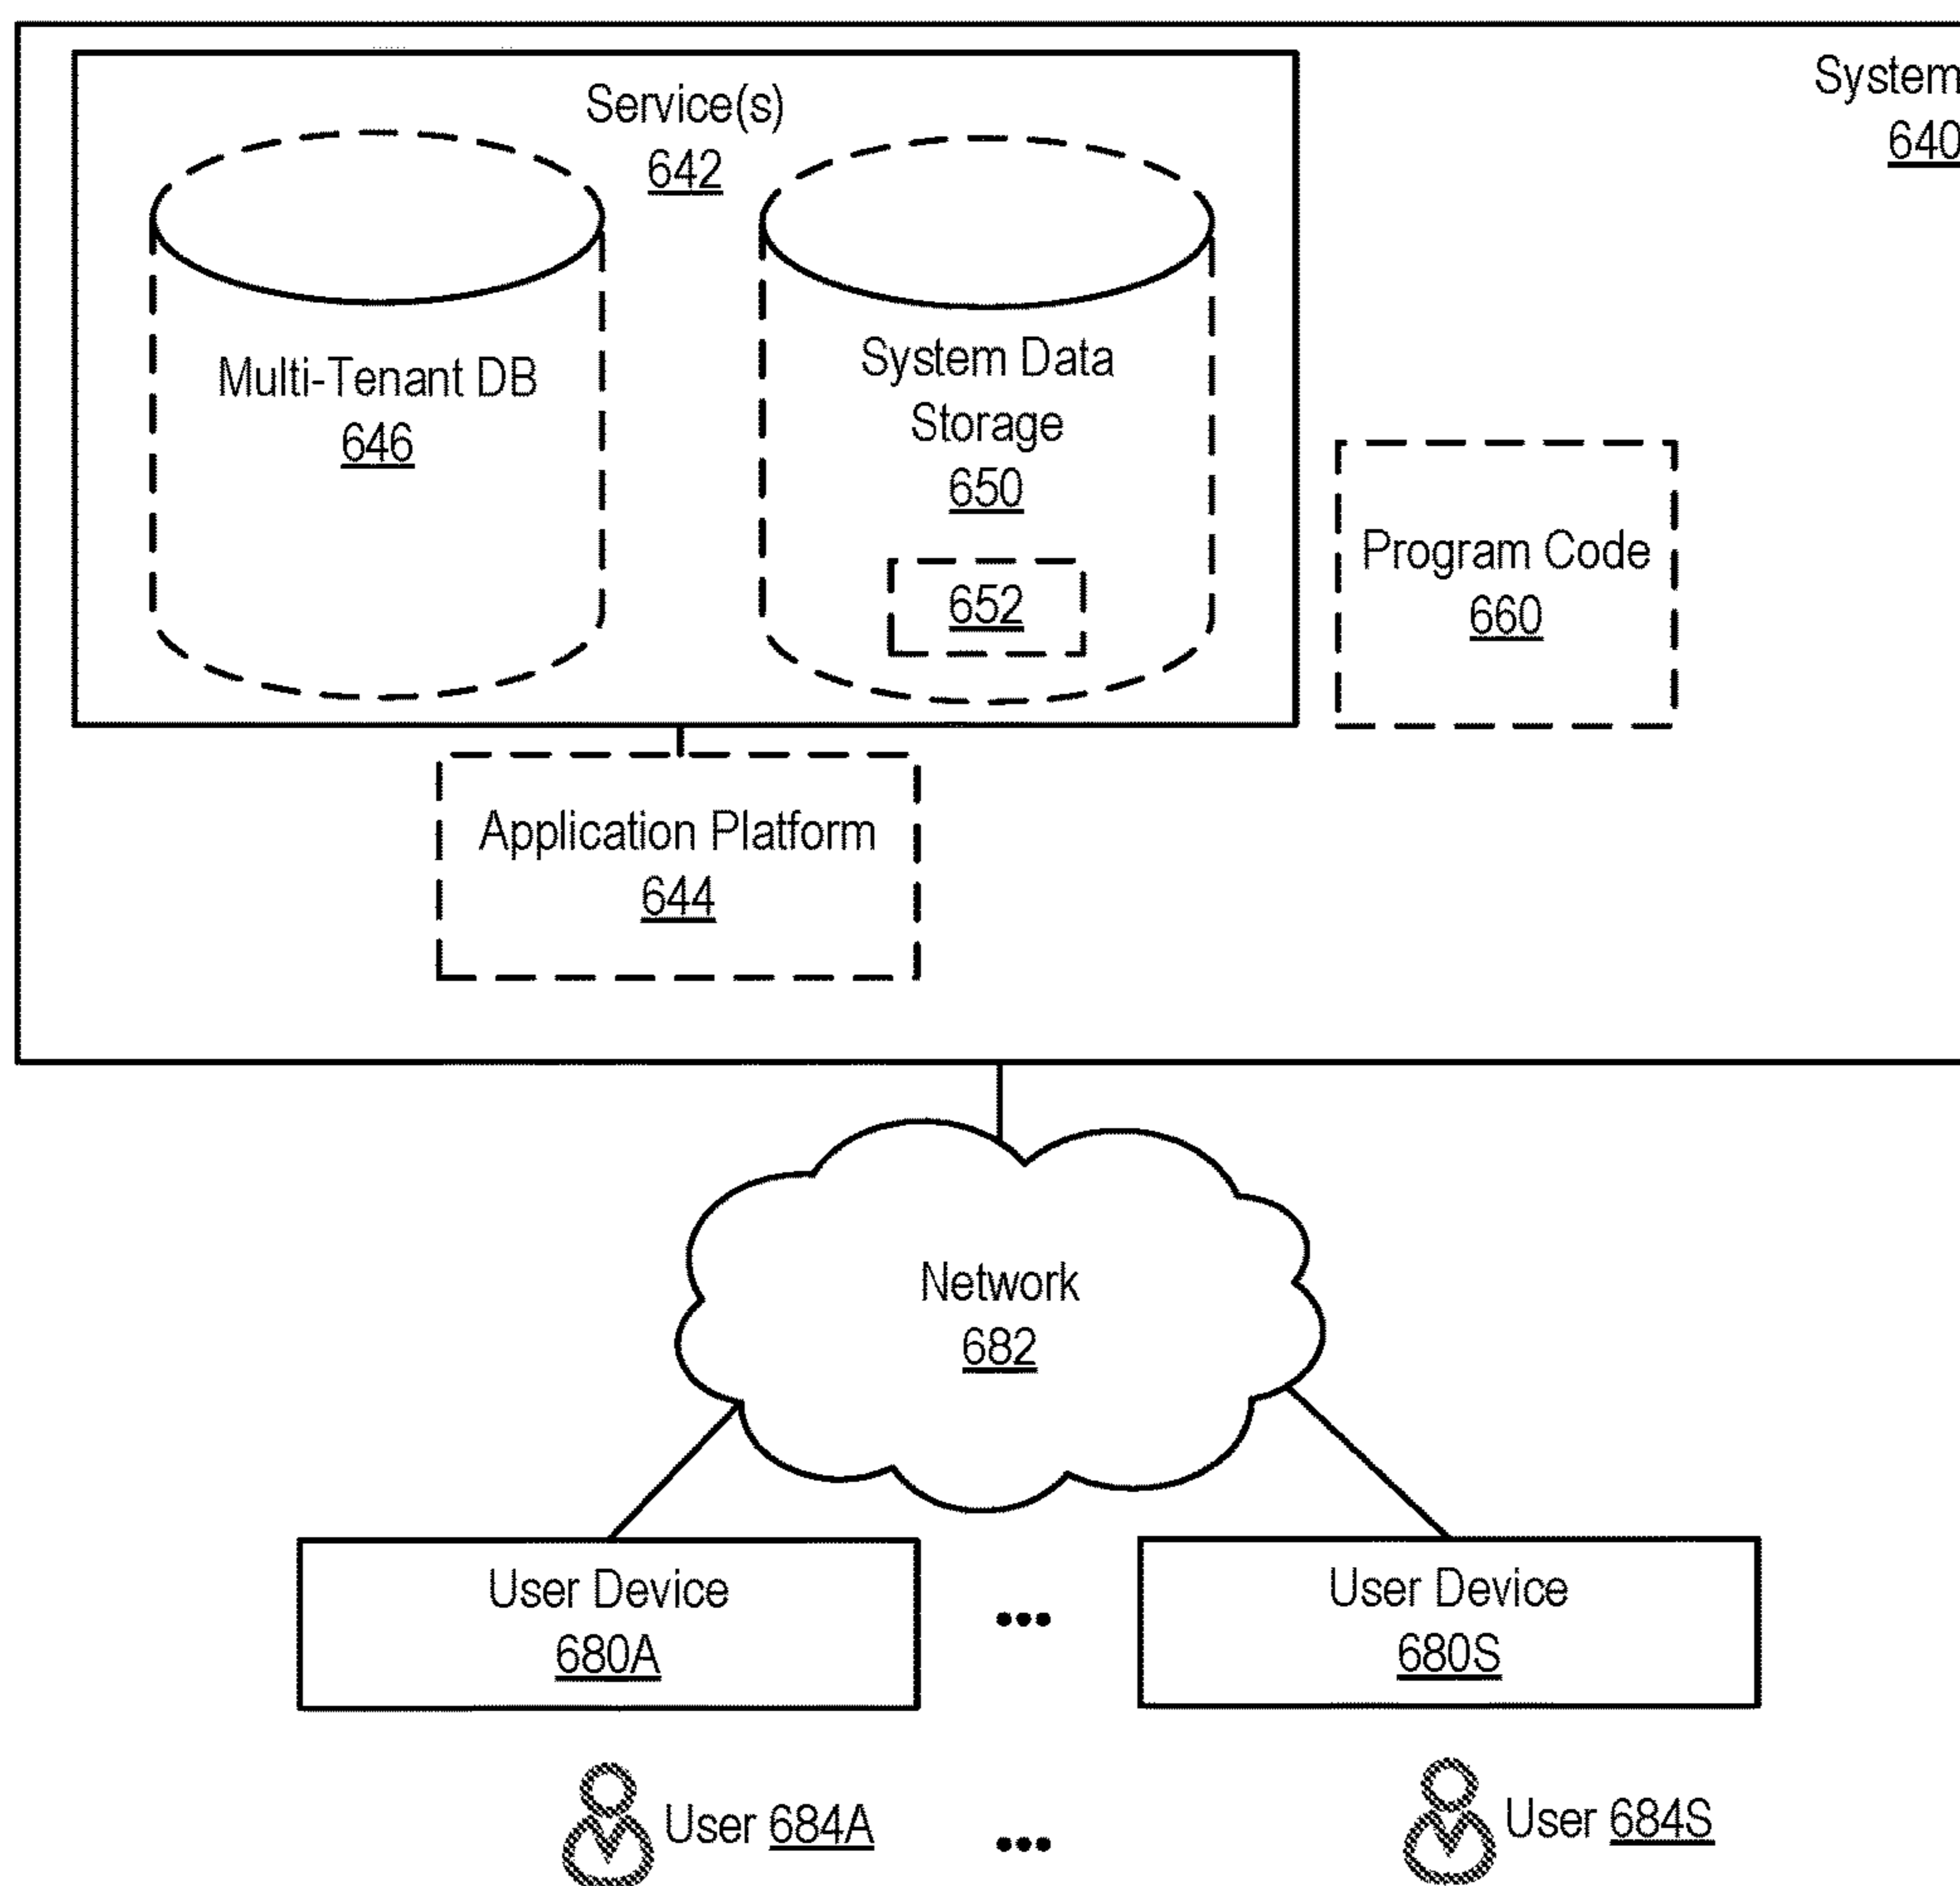 System
640
Service(s)
642
Multi-Tenant DB
646
System Data
Storage
650
652
Program Code
660
Application Platform
644
Network
682
User Device
680A
...
User Device
680S
User 684A
...
User 684S